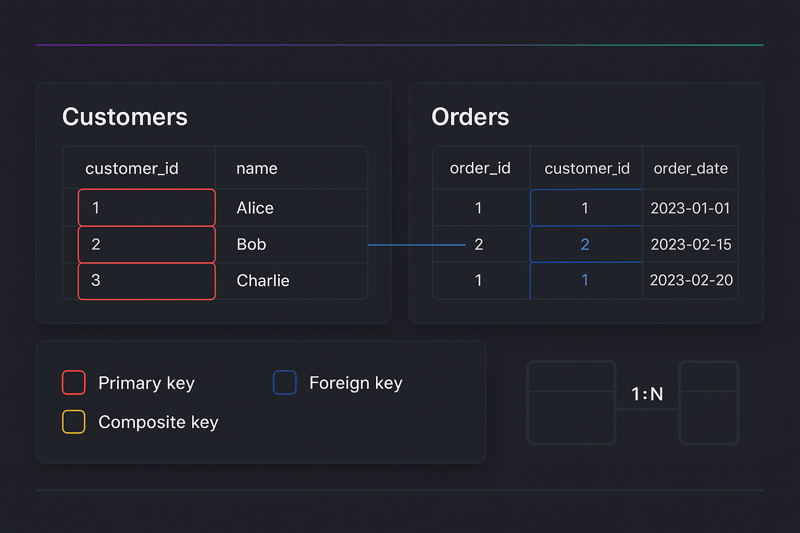 Customers
customer_id name
1 Alice
2 Bob
3 Charlie
Orders
order_id customer_id order_date
1 1 2023-01-01
2 2 2023-02-15
1 1 2023-02-20
Primary key
Foreign key
Composite key
1:N